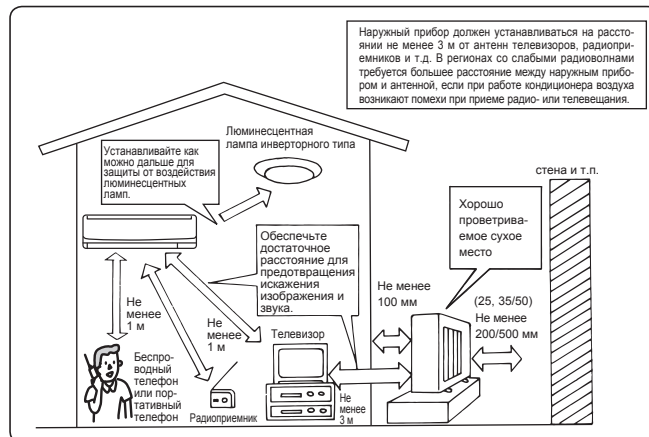 Наружный прибор должен устанавливаться на рассто-
янии не менее 3 м от антенн телевизоров, радиопри-
емников и т.д. В регионах со слабыми радиоволнами
требуется большее расстояние между наружным прибо-
ром и антенной, если при работе кондиционера воздуха
возникают помехи при приеме радио- или телевещания.
Люминесцентная
лампа инверторного типа
Устанавливайте как
можно дальше для
защиты от воздействия
люминесцентных
ламп.
стена и т.п.
Хорошо
проветрива-
емое сухое
место
Обеспечьте
достаточное
расстояние для
предотвращения
искажения
изображения и
звука.
Не менее
100 мм
(25, 35/50)
Не менее
200/500 мм
Не
менее
1 м
Не
менее
1 м
Телевизор
Беспро-
водный
телефон
или пор-
тативный
телефон
Радиоприемник
Не
менее
3 м